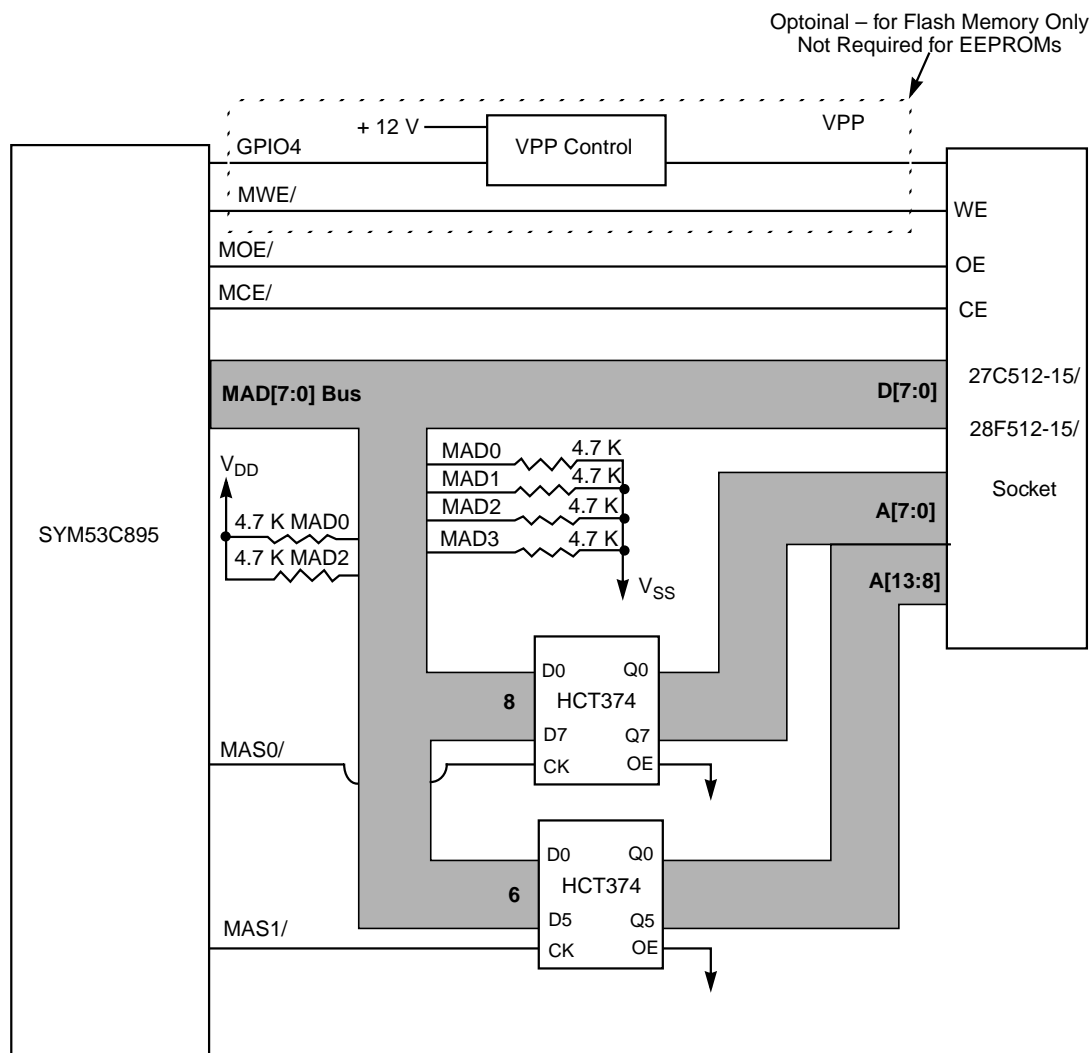 Optoinal – for Flash Memory Only
Not Required for EEPROMs
+ 12 V
VPP Control
VPP
GPIO4
MWE/
WE
MOE/
OE
MCE/
CE
MAD[7:0] Bus
D[7:0]
27C512-15/
28F512-15/
Socket
MAD0 4.7 K
MAD1 4.7 K
MAD2 4.7 K
MAD3 4.7 K
VDD
4.7 K MAD0
4.7 K MAD2
VSS
SYM53C895
A[7:0]
A[13:8]
D0 Q0
8 HCT374
D7 Q7
MAS0/
CK OE
D0 Q0
6 HCT374
D5 Q5
MAS1/
CK OE